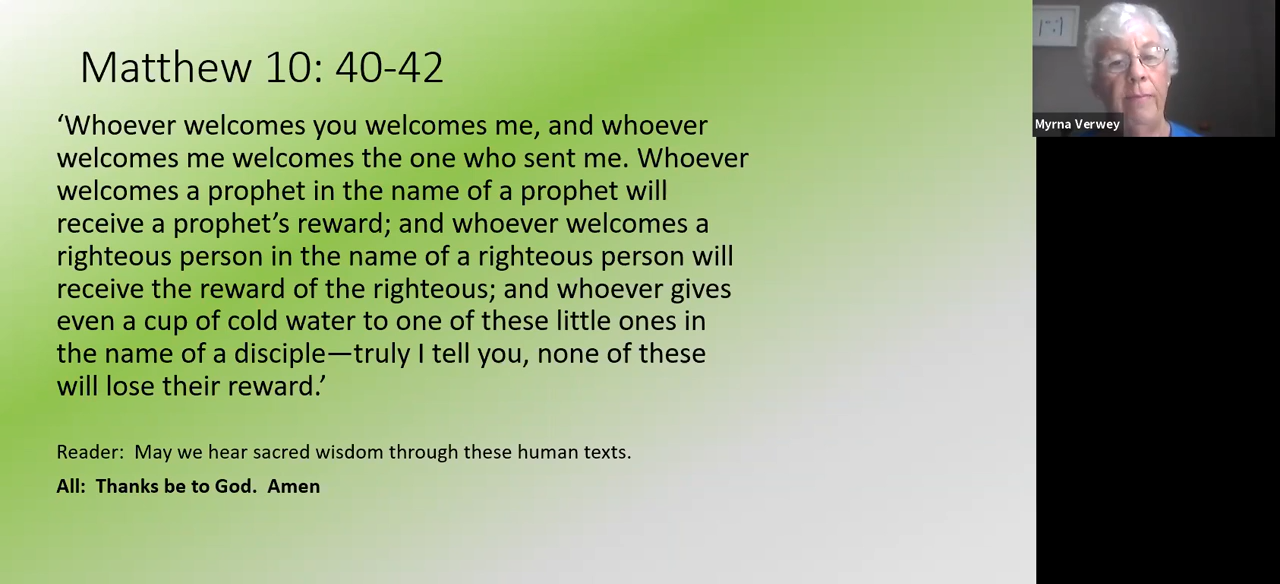 Matthew 10: 40-42
‘Whoever welcomes you welcomes me, and whoever
welcomes me welcomes the one who sent me. Whoever
welcomes a prophet in the name of a prophet will
receive a prophet’s reward; and whoever welcomes a
righteous person in the name of a righteous person will
receive the reward of the righteous; and whoever gives
even a cup of cold water to one of these little ones in
the name of a disciple—truly I tell you, none of these
will lose their reward.’
Reader:  May we hear sacred wisdom through these human texts.
All:  Thanks be to God.  Amen
Myrna Verwey